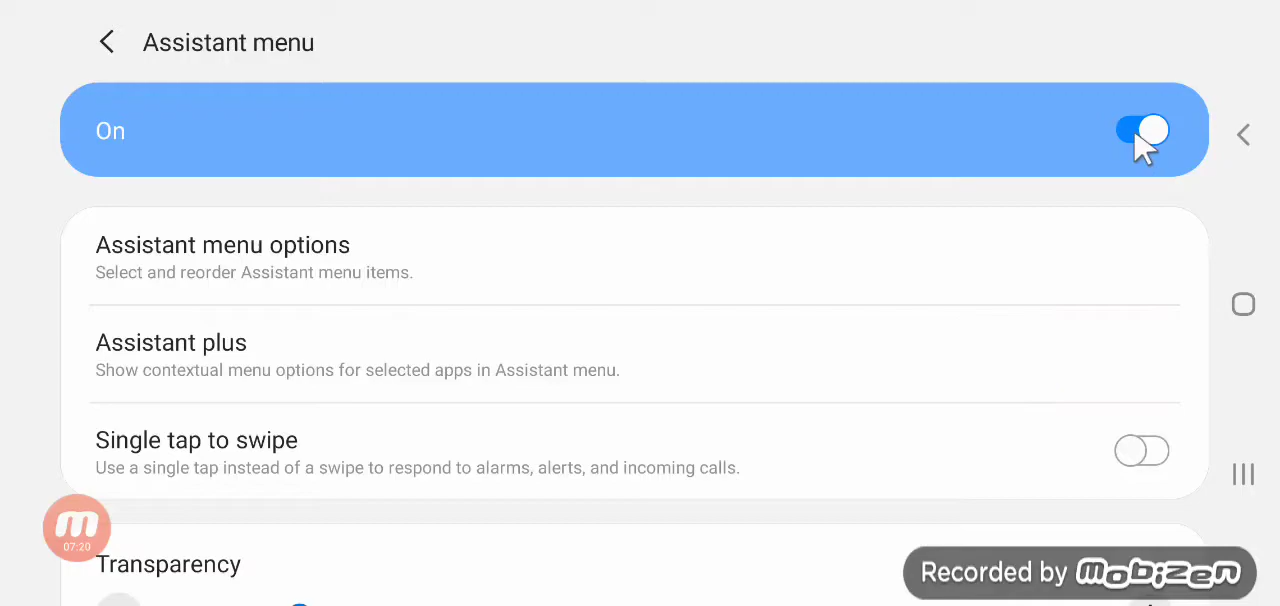 Assistant menu
On
Assistant menu options
Select and reorder Assistant menu items.
Assistant plus
Show contextual menu options for selected apps in Assistant menu.
Single tap to swipe
Use a single tap instead of a swipe to respond to alarms, alerts, and incoming calls.
m
07:20
Transparency
Recorded by mobizen